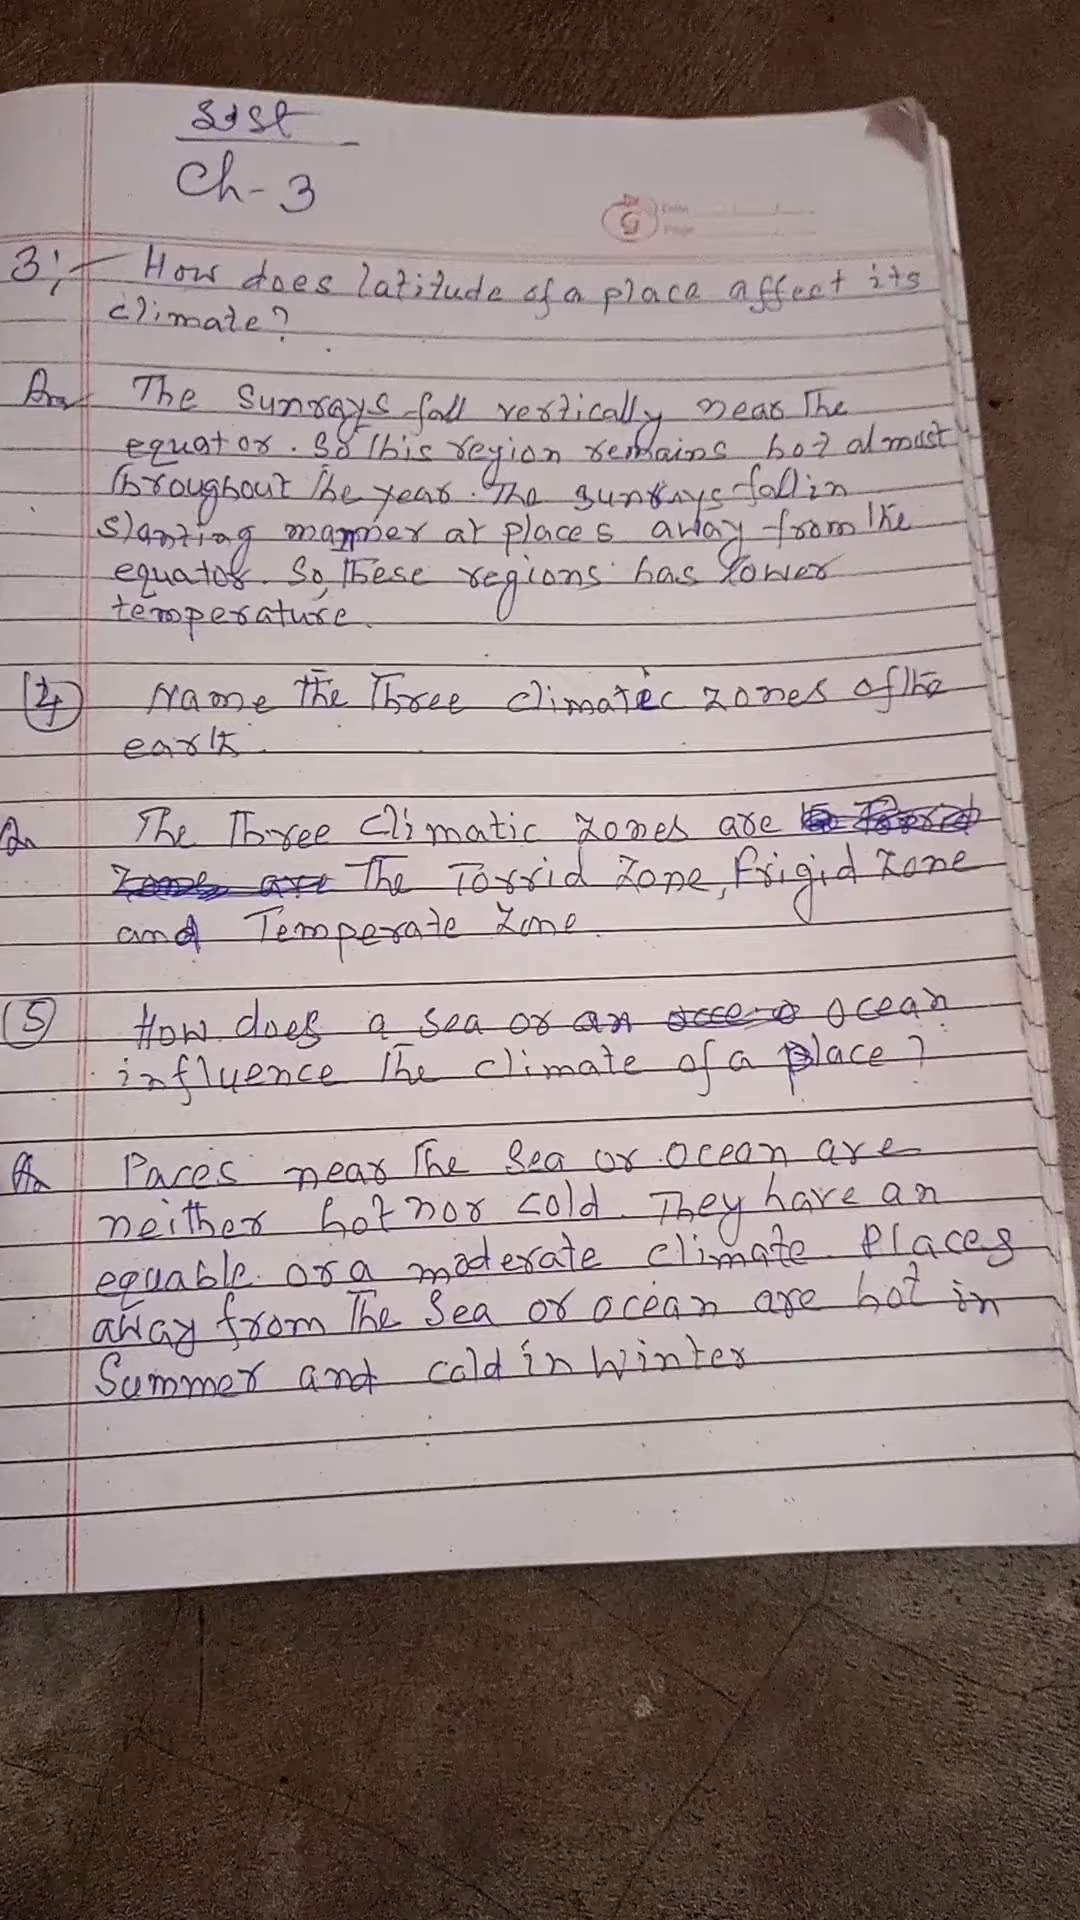 S.st
Ch-3
3:- How does latitude of a place affect its
climate?
Ans The Sunrays fall vertically near The
equator. So this region remains hot almost
throughout the year. The sunrays fall in
slanting manner at places away from the
equator. So, these regions has lower
temperature.
(4) Name the Three climatic zones of the
earth.
An The Three climatic zones are
The Torrid Zone, Frigid Zone
and Temperate Zone.
(5) How does a sea or an ocean
influence the climate of a place?
An Paces near The Sea or ocean are
neither hot nor cold. They have an
equable or a moderate climate. Places
away from The Sea or ocean are hot in
Summer and cold in winter